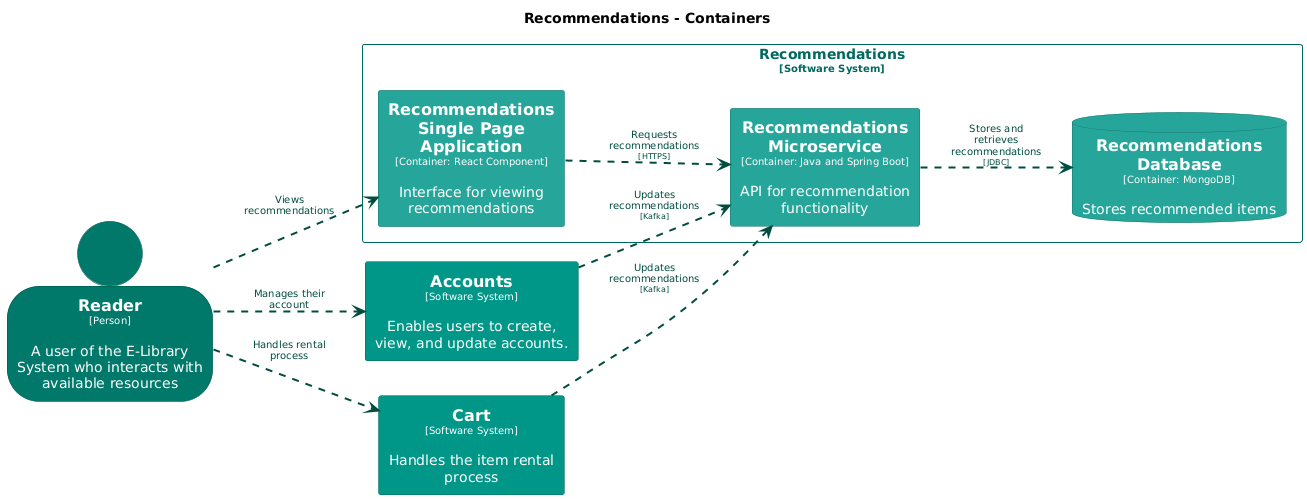 Recommendations - Containers
Recommendations
[Software System]
Recommendations
Single Page
Application
[Container: React Component]
Interface for viewing
recommendations
Requests
recommendations
[HTTPS]
Recommendations
Microservice
[Container: Java and Spring Boot]
API for recommendation
functionality
Stores and
retrieves
recommendations
[JDBC]
Recommendations
Database
[Container: MongoDB]
Stores recommended items
Views
recommendations
Updates
recommendations
[Kafka]
Updates
recommendations
[Kafka]
Reader
[Person]
A user of the E-Library
System who interacts with
available resources
Manages their
account
Accounts
[Software System]
Enables users to create,
view, and update accounts.
Handles rental
process
Cart
[Software System]
Handles the item rental
process